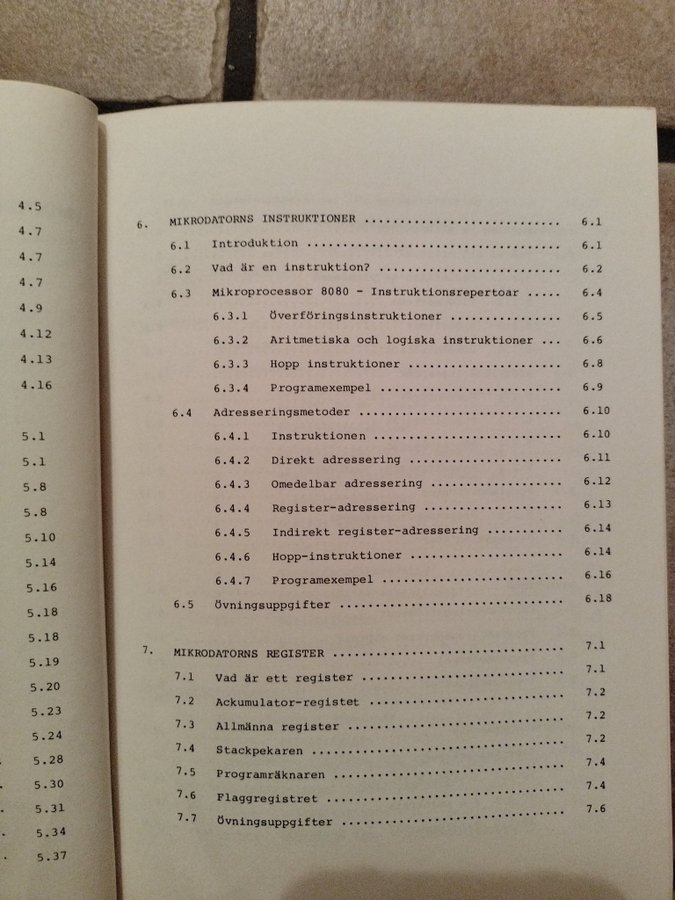 4.5
4.7
4.7
4.7
4.9
4.12
4.13
4.16
5.1
5.1
5.8
5.8
5.10
5.14
5.16
5.18
5.18
5.19
5.20
5.23
5.24
5.28
5.30
5.31
5.34
5.37
6. MIKRODATORNS INSTRUKTIONER ............................ 6.1
6.1 Introduktion .................................... 6.1
6.2 Vad är en instruktion? .......................... 6.2
6.3 Mikroprocessor 8080 - Instruktionsrepertoar ..... 6.4
6.3.1 Överföringsinstruktioner ................ 6.5
6.3.2 Aritmetiska och logiska instruktioner ... 6.6
6.3.3 Hopp instruktioner ...................... 6.8
6.3.4 Programexempel .......................... 6.9
6.4 Adresseringsmetoder ............................. 6.10
6.4.1 Instruktionen ........................... 6.10
6.4.2 Direkt adressering ...................... 6.11
6.4.3 Omedelbar adressering ................... 6.12
6.4.4 Register-adressering .................... 6.13
6.4.5 Indirekt register-adressering ........... 6.14
6.4.6 Hopp-instruktioner ...................... 6.14
6.4.7 Programexempel .......................... 6.16
6.5 Övningsuppgifter ................................ 6.18
7. MIKRODATORNS REGISTER ................................. 7.1
7.1 Vad är ett register ............................. 7.1
7.2 Ackumulator-registet ............................ 7.2
7.3 Allmänna register ............................... 7.2
7.4 Stackpekaren .................................... 7.2
7.5 Programräknaren ................................. 7.4
7.6 Flaggregistret .................................. 7.4
7.7 Övningsuppgifter ................................ 7.6